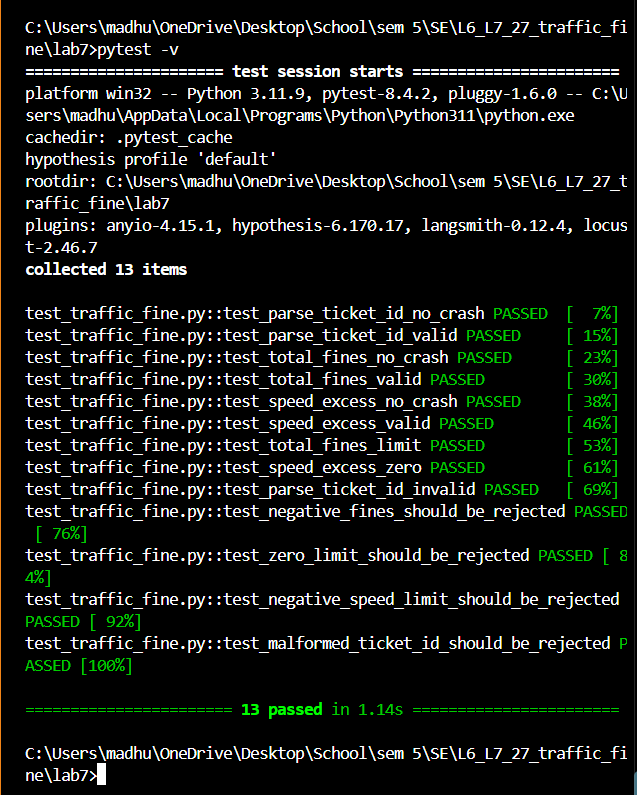 C:\Users\madhu\OneDrive\Desktop\School\sem 5\SE\L6_L7_27_traffic_fi
ne\lab7>pytest -v
====================== test session starts =======================
platform win32 -- Python 3.11.9, pytest-8.4.2, pluggy-1.6.0 -- C:\U
sers\madhu\AppData\Local\Programs\Python\Python311\python.exe
cachedir: .pytest_cache
hypothesis profile 'default'
rootdir: C:\Users\madhu\OneDrive\Desktop\School\sem 5\SE\L6_L7_27_t
raffic_fine\lab7
plugins: anyio-4.15.1, hypothesis-6.170.17, langsmith-0.12.4, locus
t-2.46.7
collected 13 items
test_traffic_fine.py::test_parse_ticket_id_no_crash PASSED  [  7%]
test_traffic_fine.py::test_parse_ticket_id_valid PASSED     [ 15%]
test_traffic_fine.py::test_total_fines_no_crash PASSED      [ 23%]
test_traffic_fine.py::test_total_fines_valid PASSED         [ 30%]
test_traffic_fine.py::test_speed_excess_no_crash PASSED     [ 38%]
test_traffic_fine.py::test_speed_excess_valid PASSED        [ 46%]
test_traffic_fine.py::test_total_fines_limit PASSED         [ 53%]
test_traffic_fine.py::test_speed_excess_zero PASSED         [ 61%]
test_traffic_fine.py::test_parse_ticket_id_invalid PASSED   [ 69%]
test_traffic_fine.py::test_negative_fines_should_be_rejected PASSED
 [ 76%]
test_traffic_fine.py::test_zero_limit_should_be_rejected PASSED [ 8
4%]
test_traffic_fine.py::test_negative_speed_limit_should_be_rejected
PASSED [ 92%]
test_traffic_fine.py::test_malformed_ticket_id_should_be_rejected P
ASSED [100%]
======================= 13 passed in 1.14s =======================
C:\Users\madhu\OneDrive\Desktop\School\sem 5\SE\L6_L7_27_traffic_fi
ne\lab7>